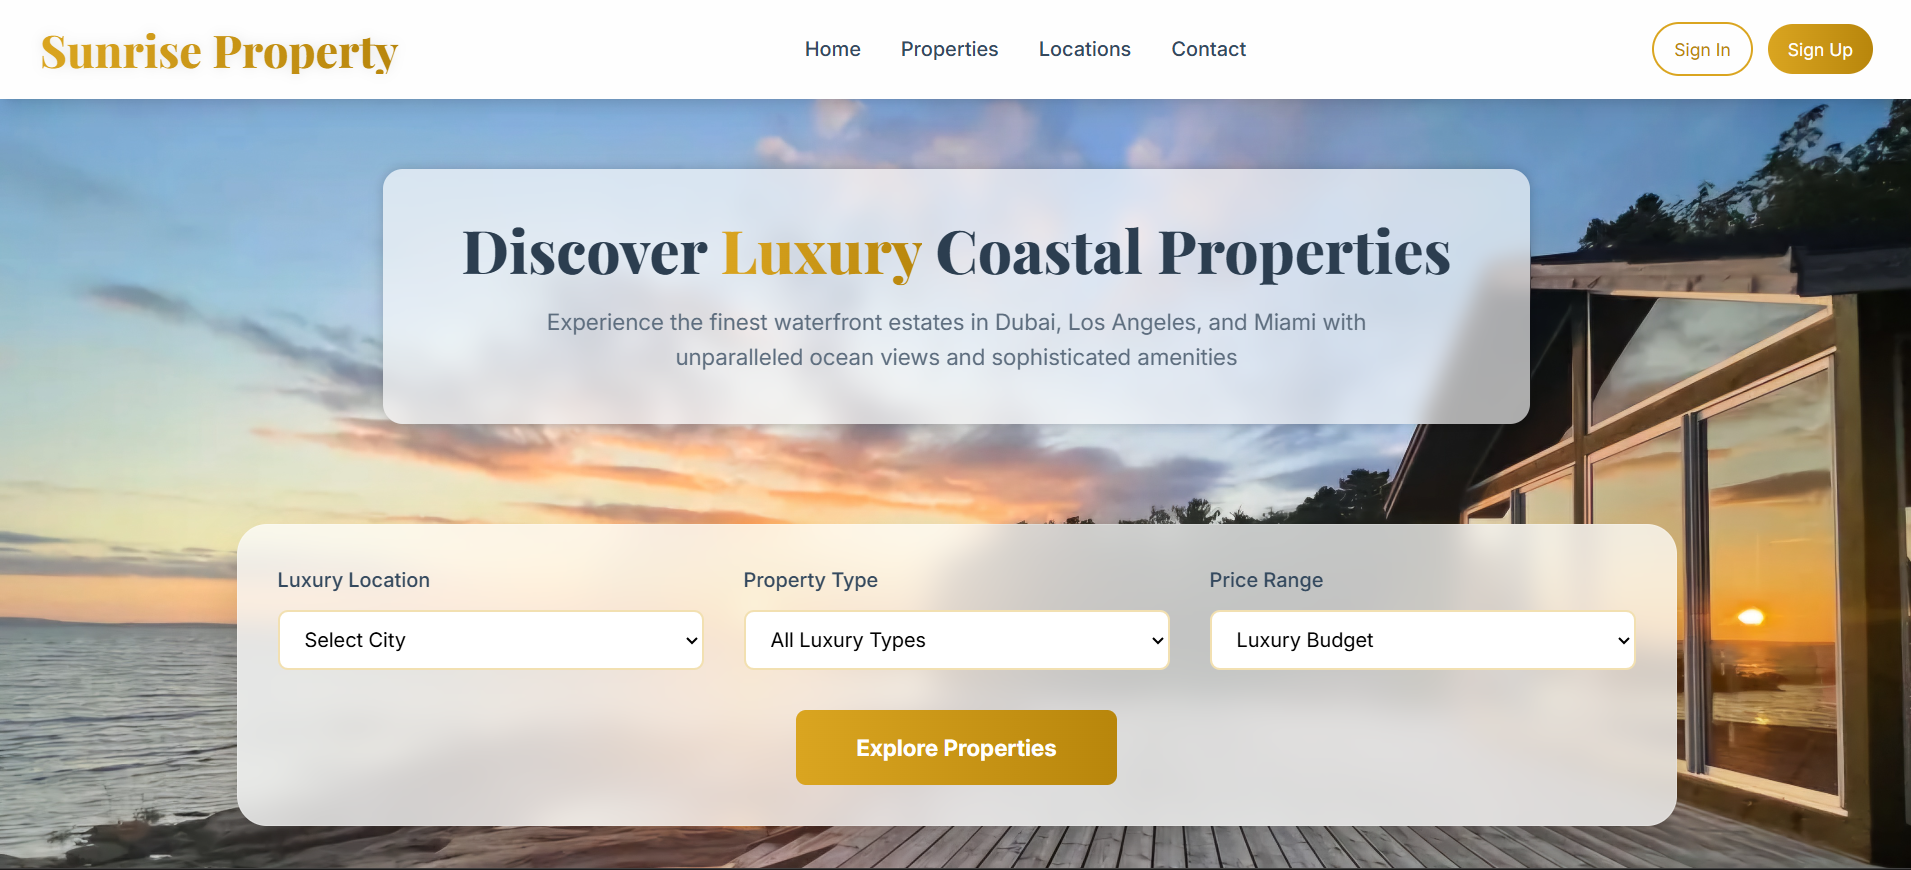 Sunrise Property
Home
Properties
Locations
Contact
Sign In
Sign Up
Discover Luxury Coastal Properties
Experience the finest waterfront estates in Dubai, Los Angeles, and Miami with
unparalleled ocean views and sophisticated amenities
Luxury Location
Property Type
Price Range
Select City
All Luxury Types
Luxury Budget
Explore Properties